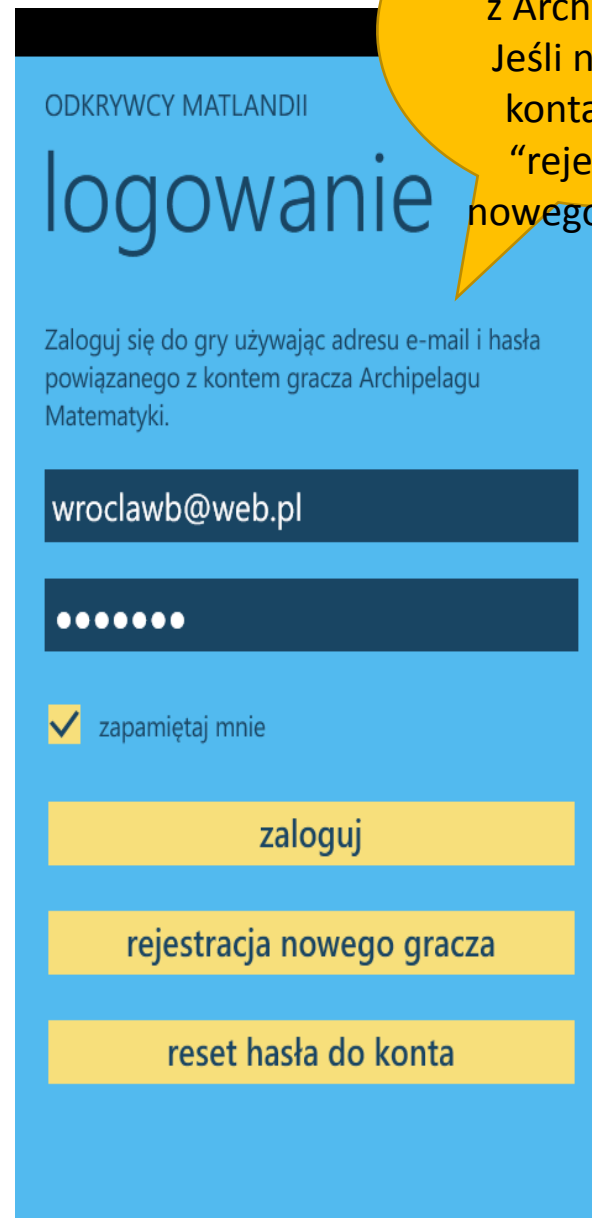 z Arch
Jeśli n
konta
“reje
nowego
ODKRYWCY MATLANDII
logowanie
Zaloguj się do gry używając adresu e-mail i hasła
powiązanego z kontem gracza Archipelagu
Matematyki.
wroclawb@web.pl
•••••••
zapamiętaj mnie
zaloguj
rejestracja nowego gracza
reset hasła do konta